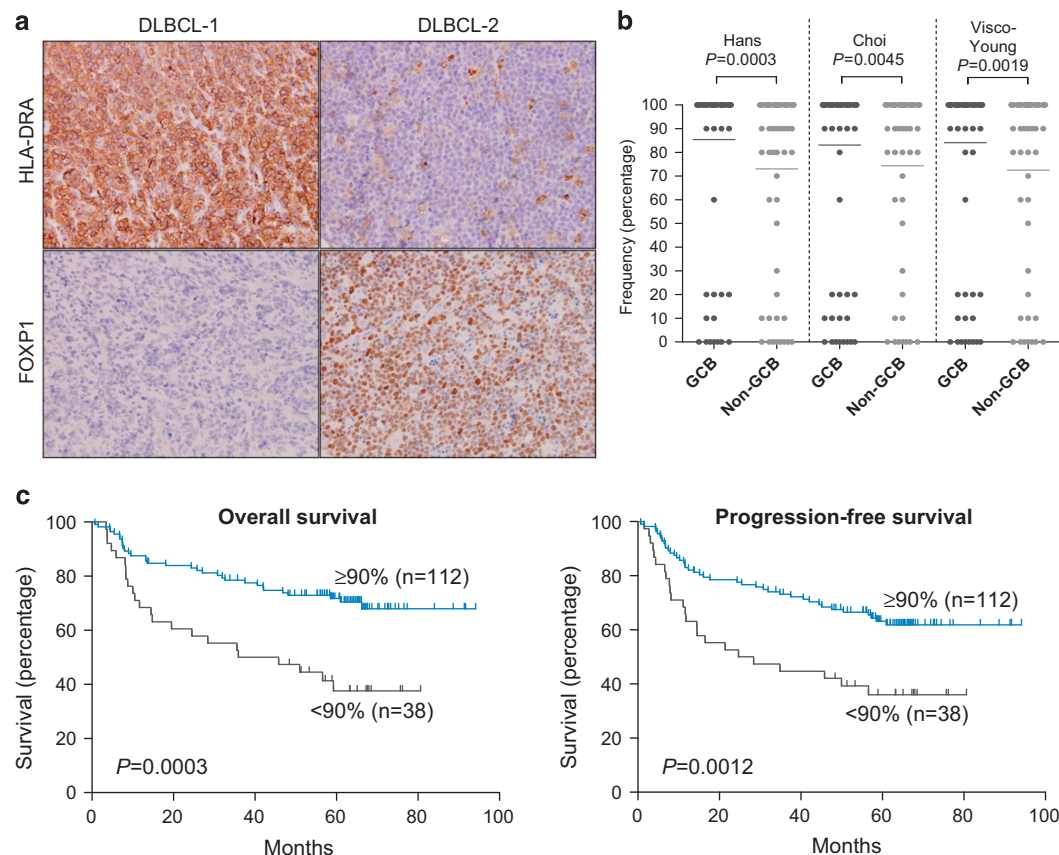 a
DLBCL-1
DLBCL-2
HLA-DRA
FOXP1
b
Hans
P=0.0003
Choi
P=0.0045
Visco-
Young
P=0.0019
Frequency (percentage)
100
90
80
70
60
50
40
30
20
10
0
GCB
Non-GCB
GCB
Non-GCB
GCB
Non-GCB
c
Overall survival
Survival (percentage)
100
80
60
40
20
0
≥90% (n=112)
<90% (n=38)
P=0.0003
0
20
40
60
80
100
Months
Progression-free survival
Survival (percentage)
100
80
60
40
20
0
≥90% (n=112)
<90% (n=38)
P=0.0012
0
20
40
60
80
100
Months